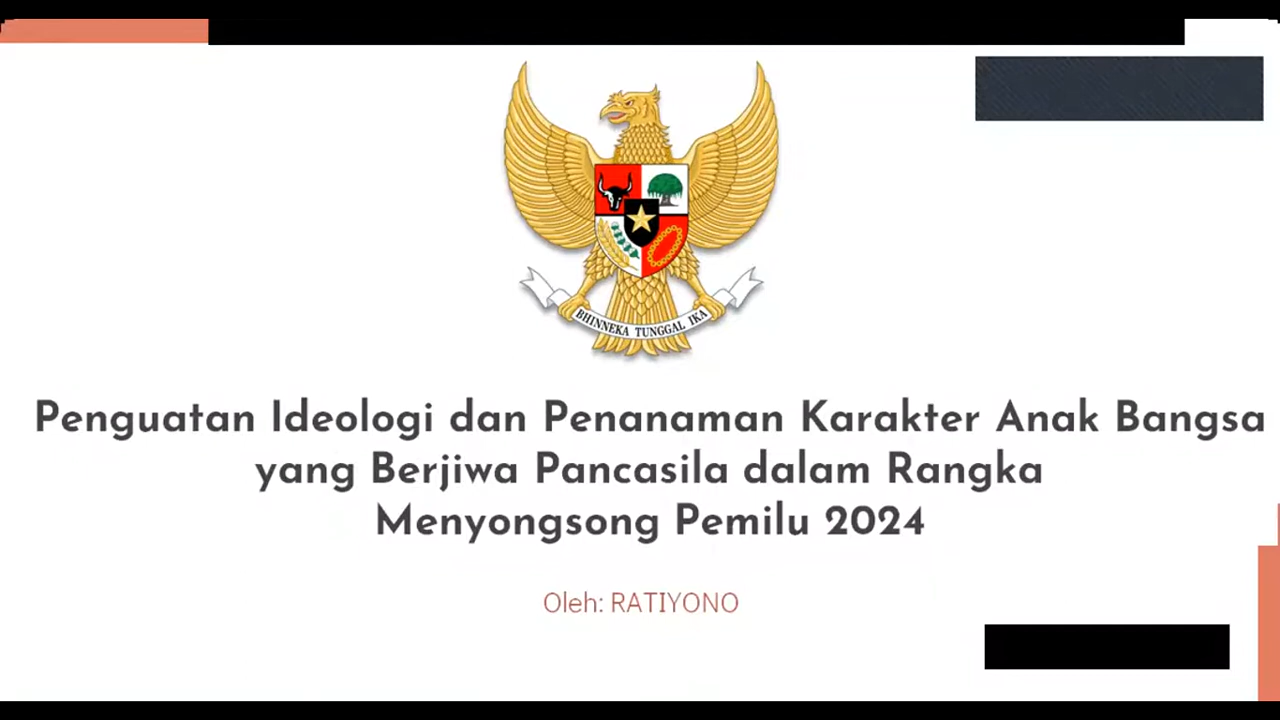 BHINNEKA TUNGGAL IKA
Penguatan Ideologi dan Penanaman Karakter Anak Bangsa
yang Berjiwa Pancasila dalam Rangka
Menyongsong Pemilu 2024
Oleh: RATIYONO